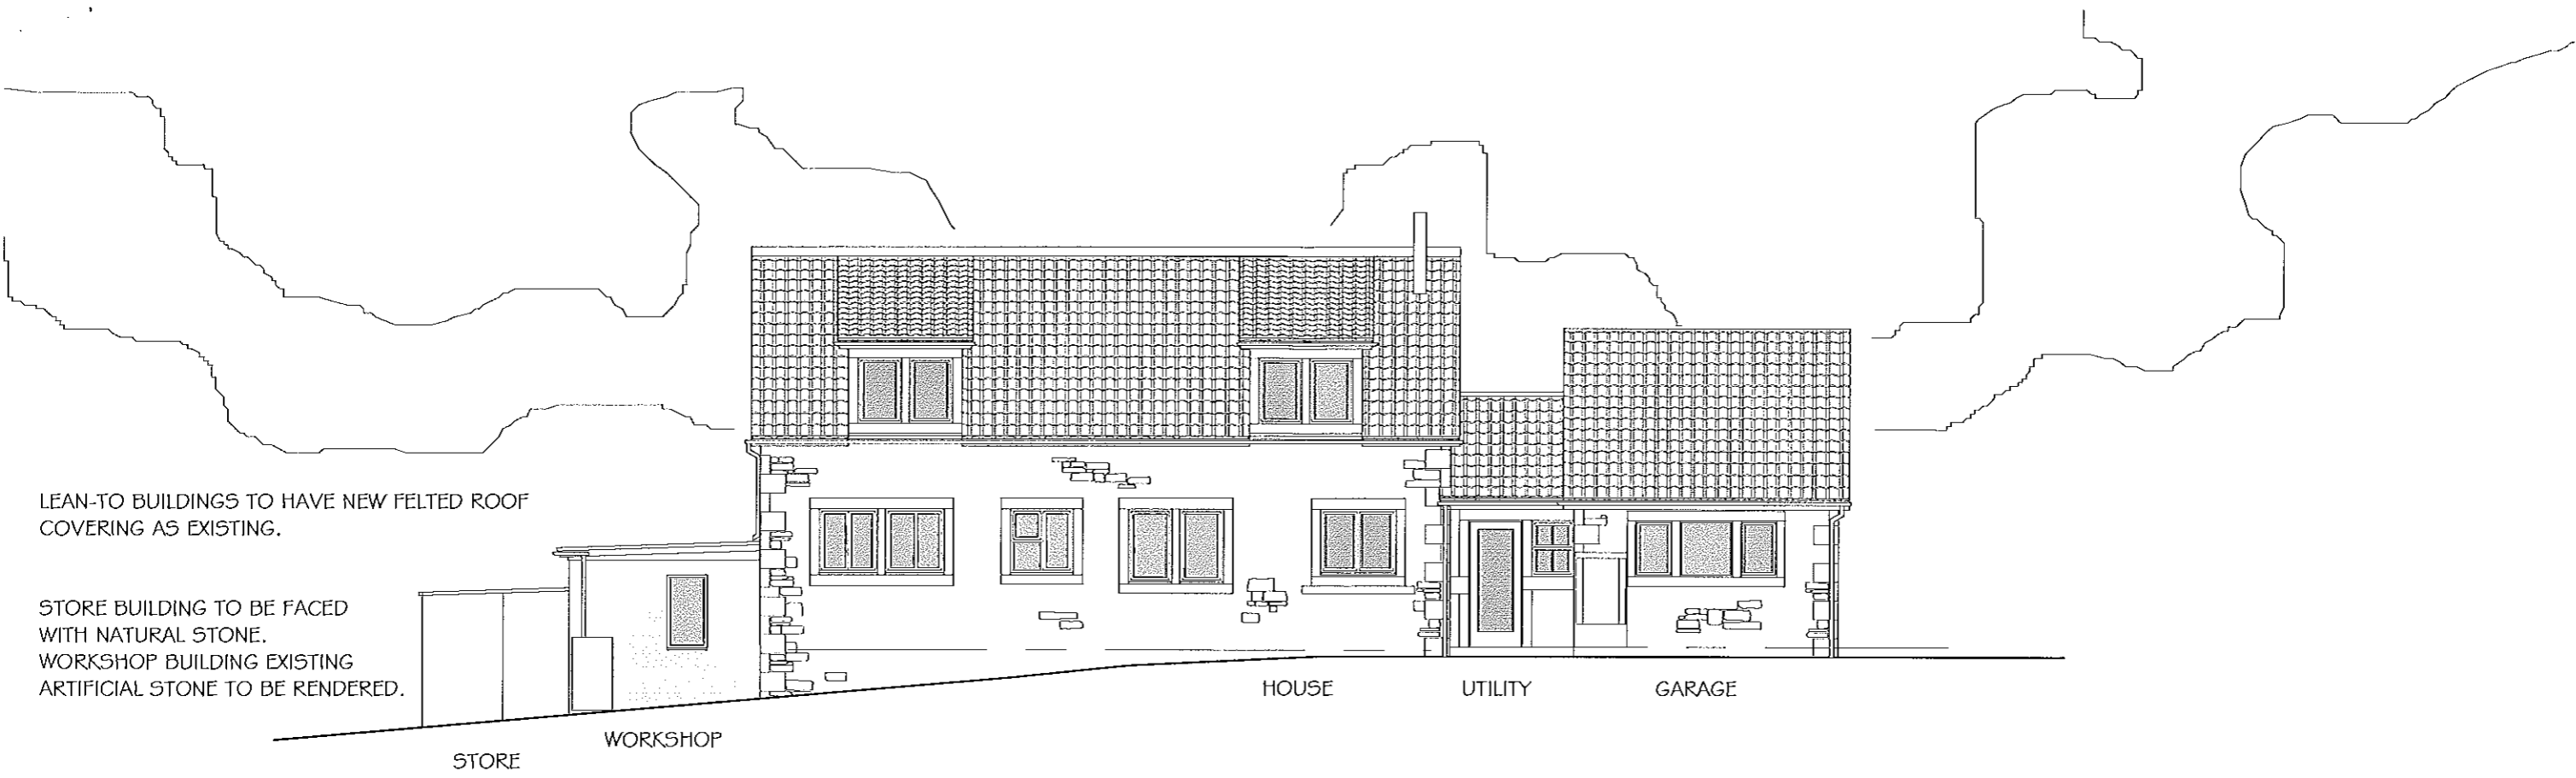 LEAN-TO BUILDINGS TO HAVE NEW FELTED ROOF
COVERING AS EXISTING.
STORE BUILDING TO BE FACED
WITH NATURAL STONE.
WORKSHOP BUILDING EXISTING
ARTIFICIAL STONE TO BE RENDERED.
HOUSE
UTILITY
GARAGE
WORKSHOP
STORE